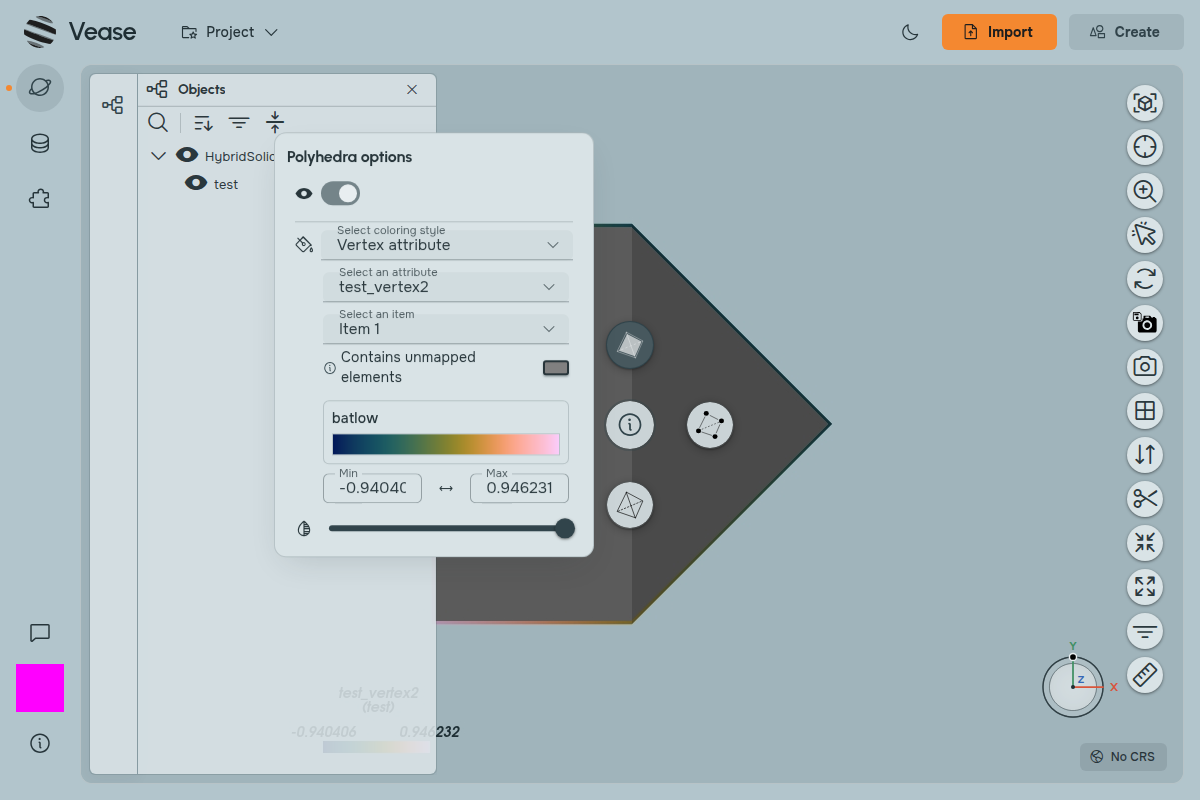 Vease
Project
Import
Create
Objects
HybridSolid
test
Polyhedra options
Select coloring style
Vertex attribute
Select an attribute
test_vertex2
Select an item
Item 1
Contains unmapped
elements
batlow
Min
Max
-0.94040
0.946231
test_vertex2
(test)
-0.940406
0.946232
Y
Z
X
No CRS